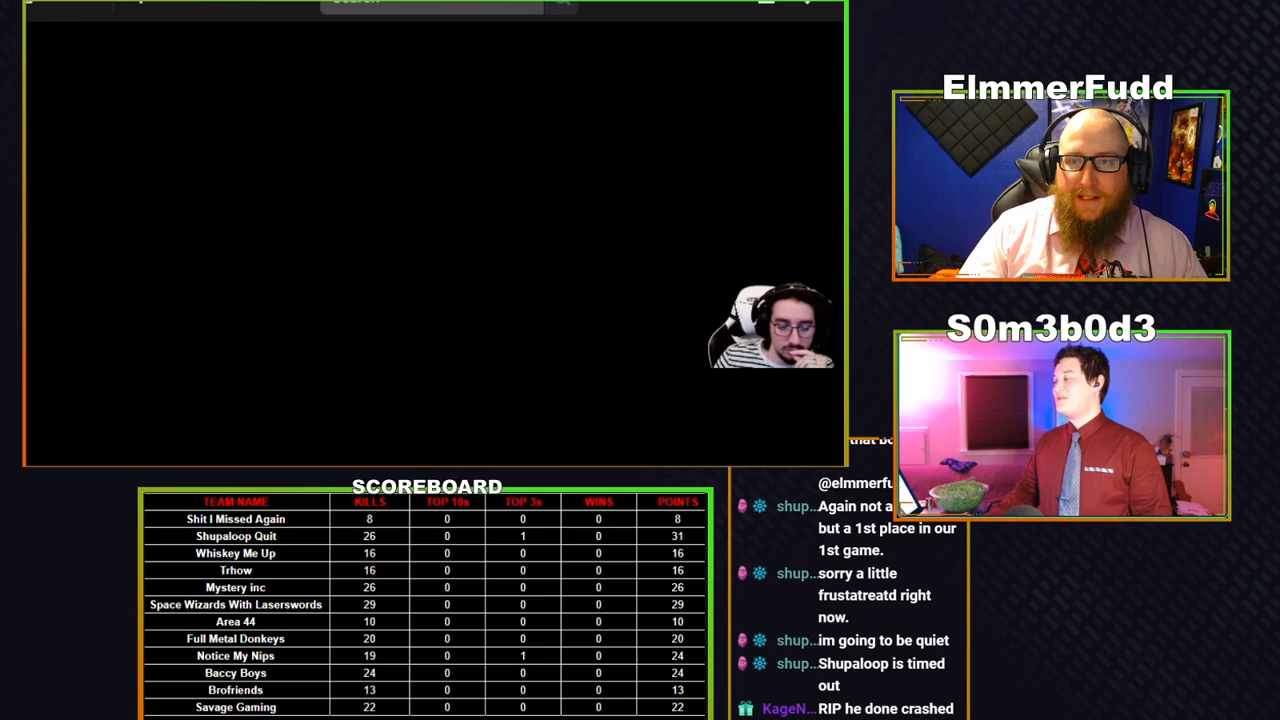 Search
ElmmerFudd
S0m3b0d3
SCOREBOARD
TEAM NAME KILLS TOP 10s TOP 3s WINS POINTS
Shit I Missed Again 8 0 0 0 8
Shupaloop Quit 26 0 1 0 31
Whiskey Me Up 16 0 0 0 16
Trhow 16 0 0 0 16
Mystery inc 26 0 0 0 26
Space Wizards With Laserswords 29 0 0 0 29
Area 44 10 0 0 0 10
Full Metal Donkeys 20 0 0 0 20
Notice My Nips 19 0 1 0 24
Baccy Boys 24 0 0 0 24
Brofriends 13 0 0 0 13
Savage Gaming 22 0 0 0 22
that
@elmmerfu
shup... Again not a
but a 1st place in our
1st game.
shup... sorry a little
frustatreatd right
now.
shup... im going to be quiet
shup... Shupaloop is timed
out
KageN... RIP he done crashed